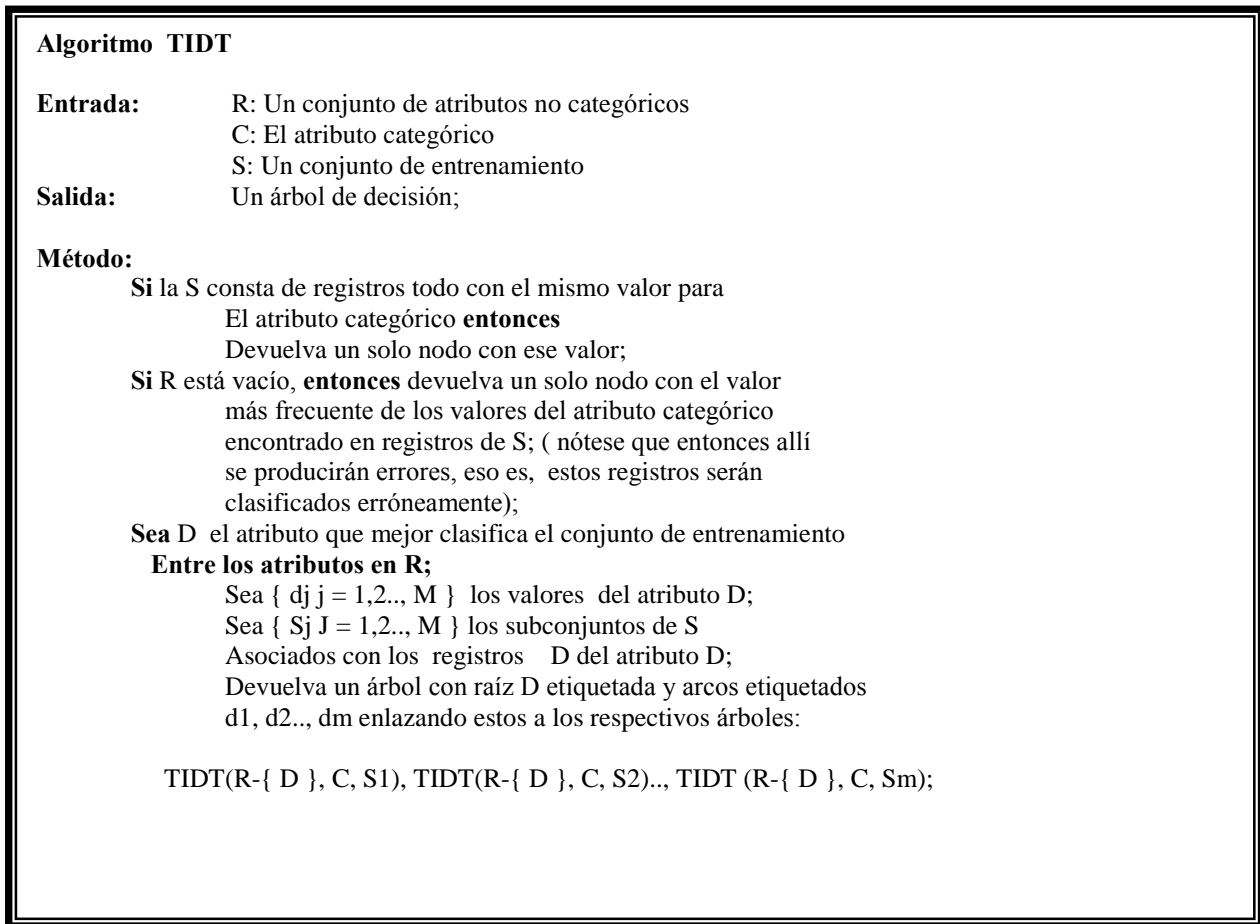 Algoritmo TIDT
Entrada: R: Un conjunto de atributos no categóricos
C: El atributo categórico
S: Un conjunto de entrenamiento
Salida: Un árbol de decisión;
Método:
Si la S consta de registros todo con el mismo valor para
El atributo categórico entonces
Devuelva un solo nodo con ese valor;
Si R está vacío, entonces devuelva un solo nodo con el valor
más frecuente de los valores del atributo categórico
encontrado en registros de S; ( nótese que entonces allí
se producirán errores, eso es, estos registros serán
clasificados erróneamente);
Sea D el atributo que mejor clasifica el conjunto de entrenamiento
Entre los atributos en R;
Sea { dj j = 1,2.., M } los valores del atributo D;
Sea { Sj J = 1,2.., M } los subconjuntos de S
Asociados con los registros D del atributo D;
Devuelva un árbol con raíz D etiquetada y arcos etiquetados
d1, d2.., dm enlazando estos a los respectivos árboles:
TIDT(R-{ D }, C, S1), TIDT(R-{ D }, C, S2).., TIDT (R-{ D }, C, Sm);